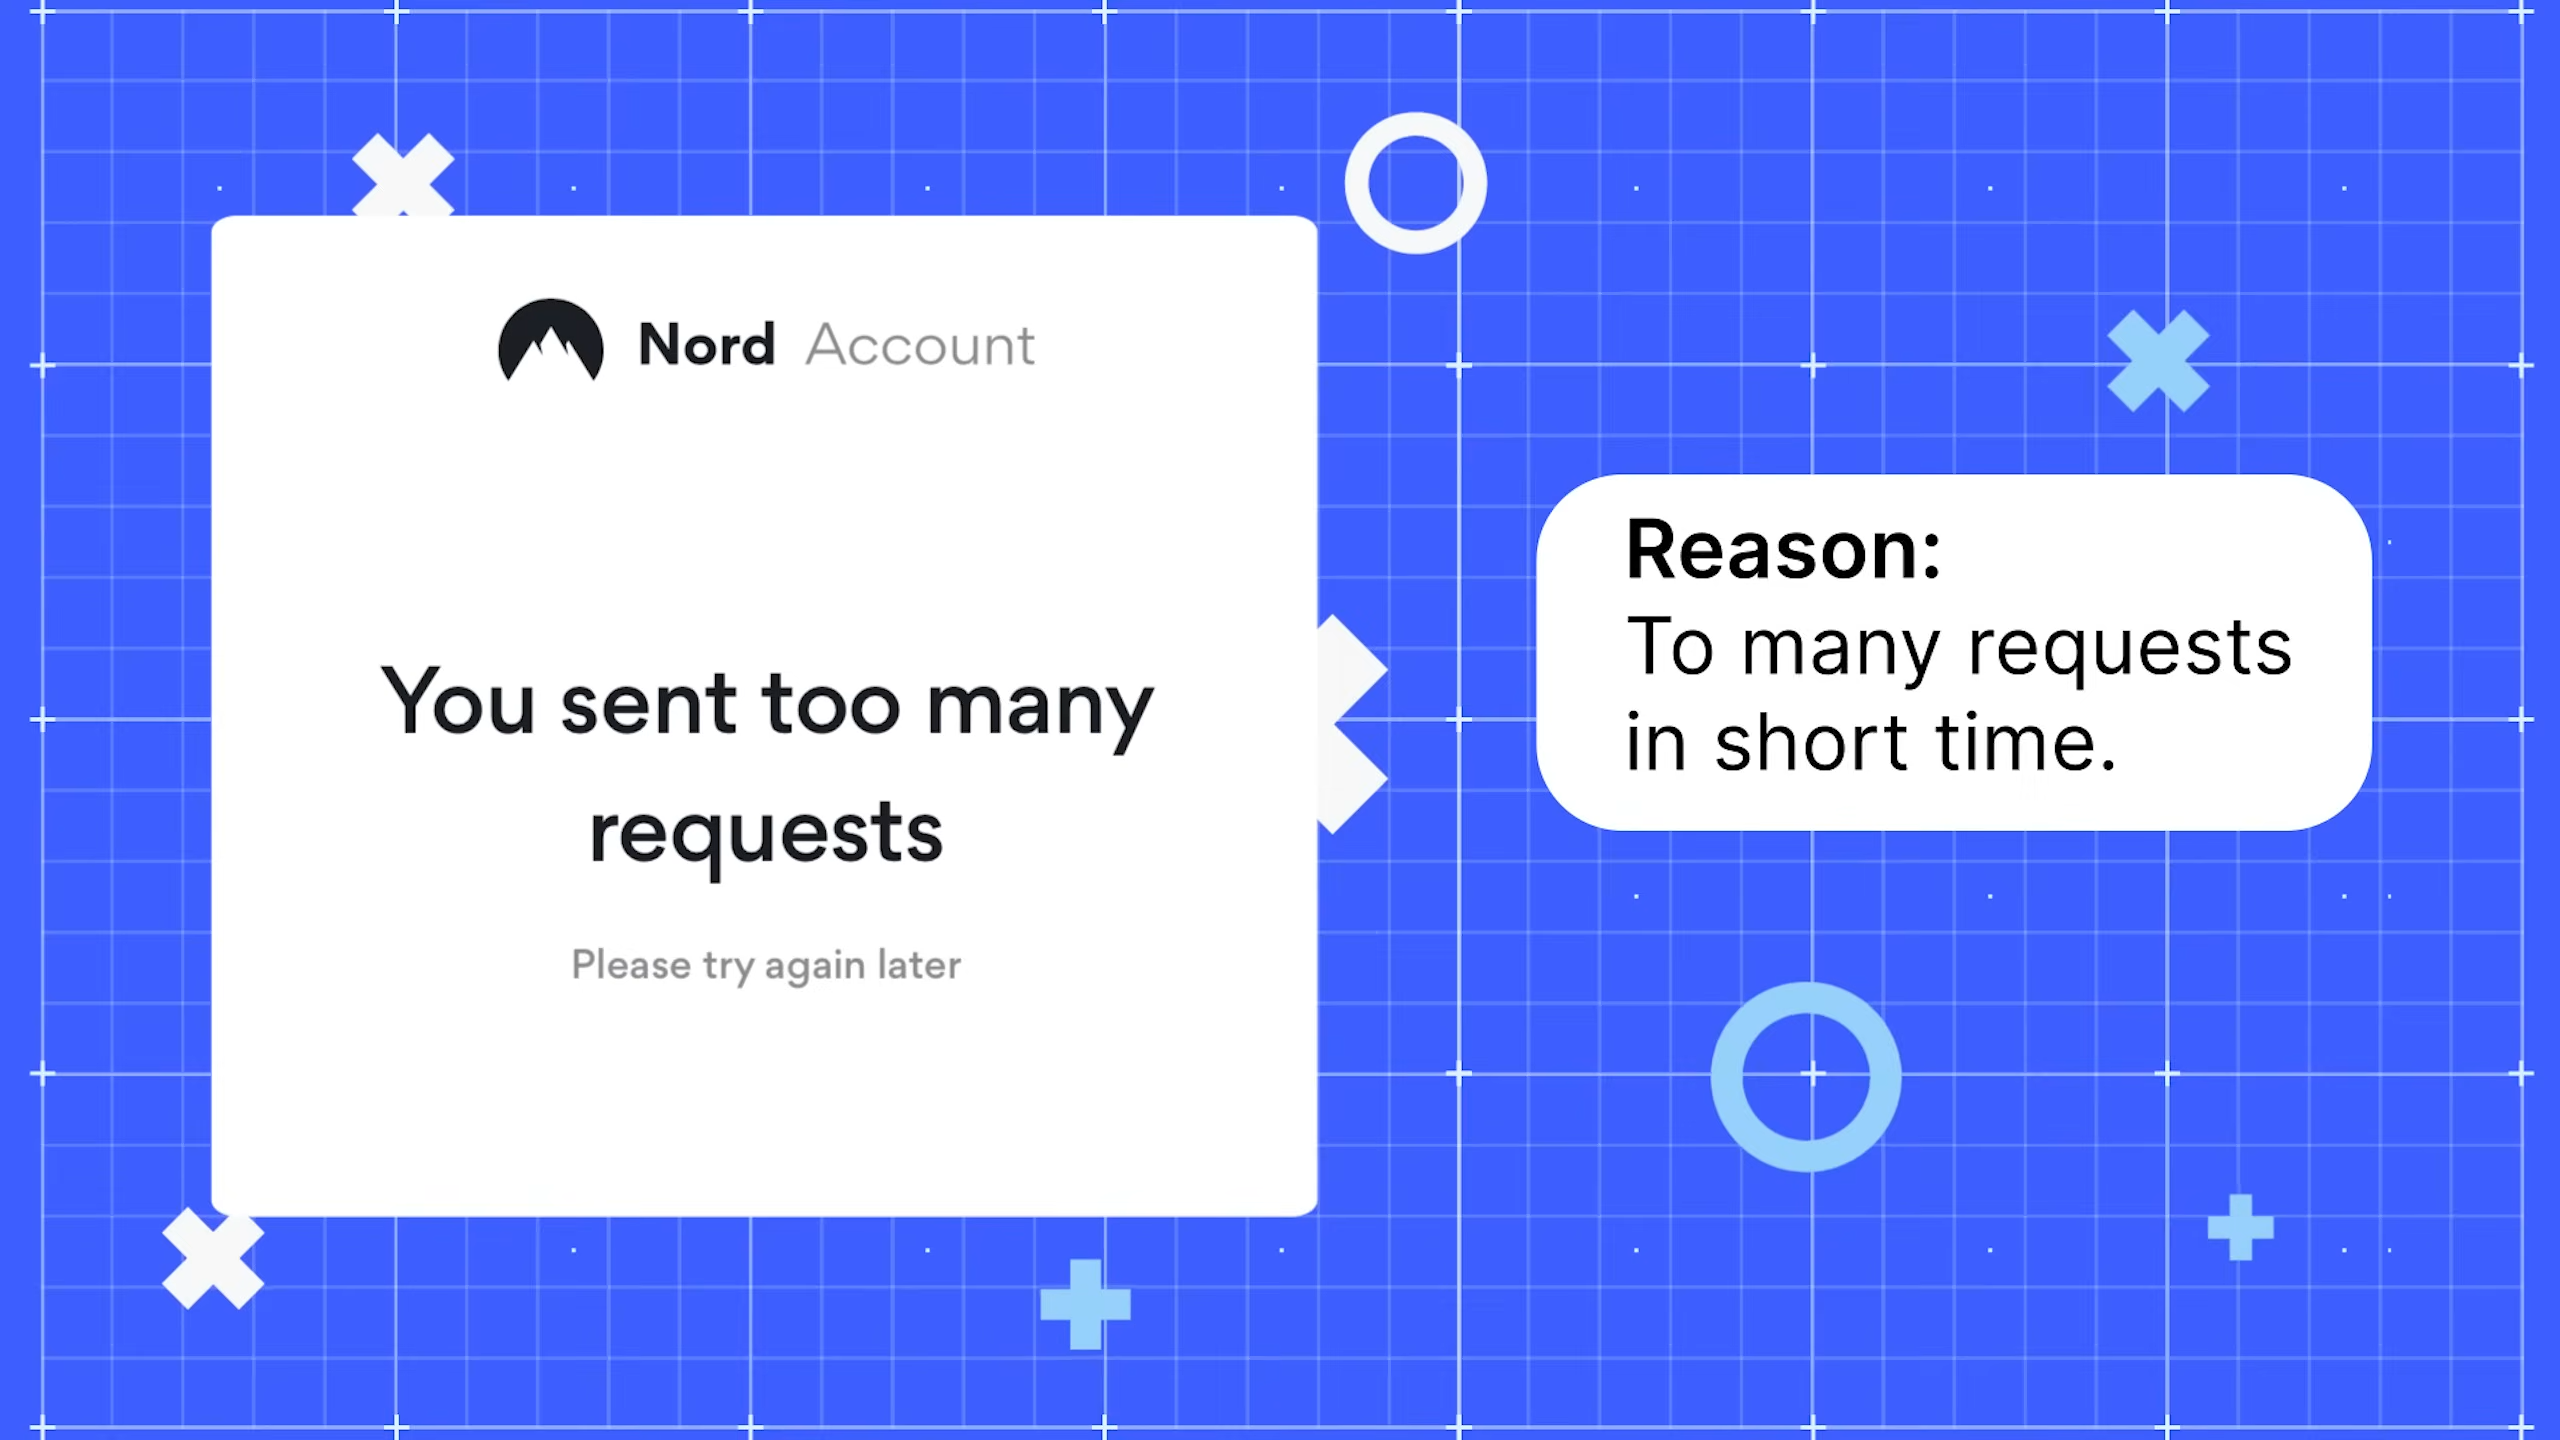 Nord Account
You sent too many
requests
Please try again later
Reason:
To many requests
in short time.